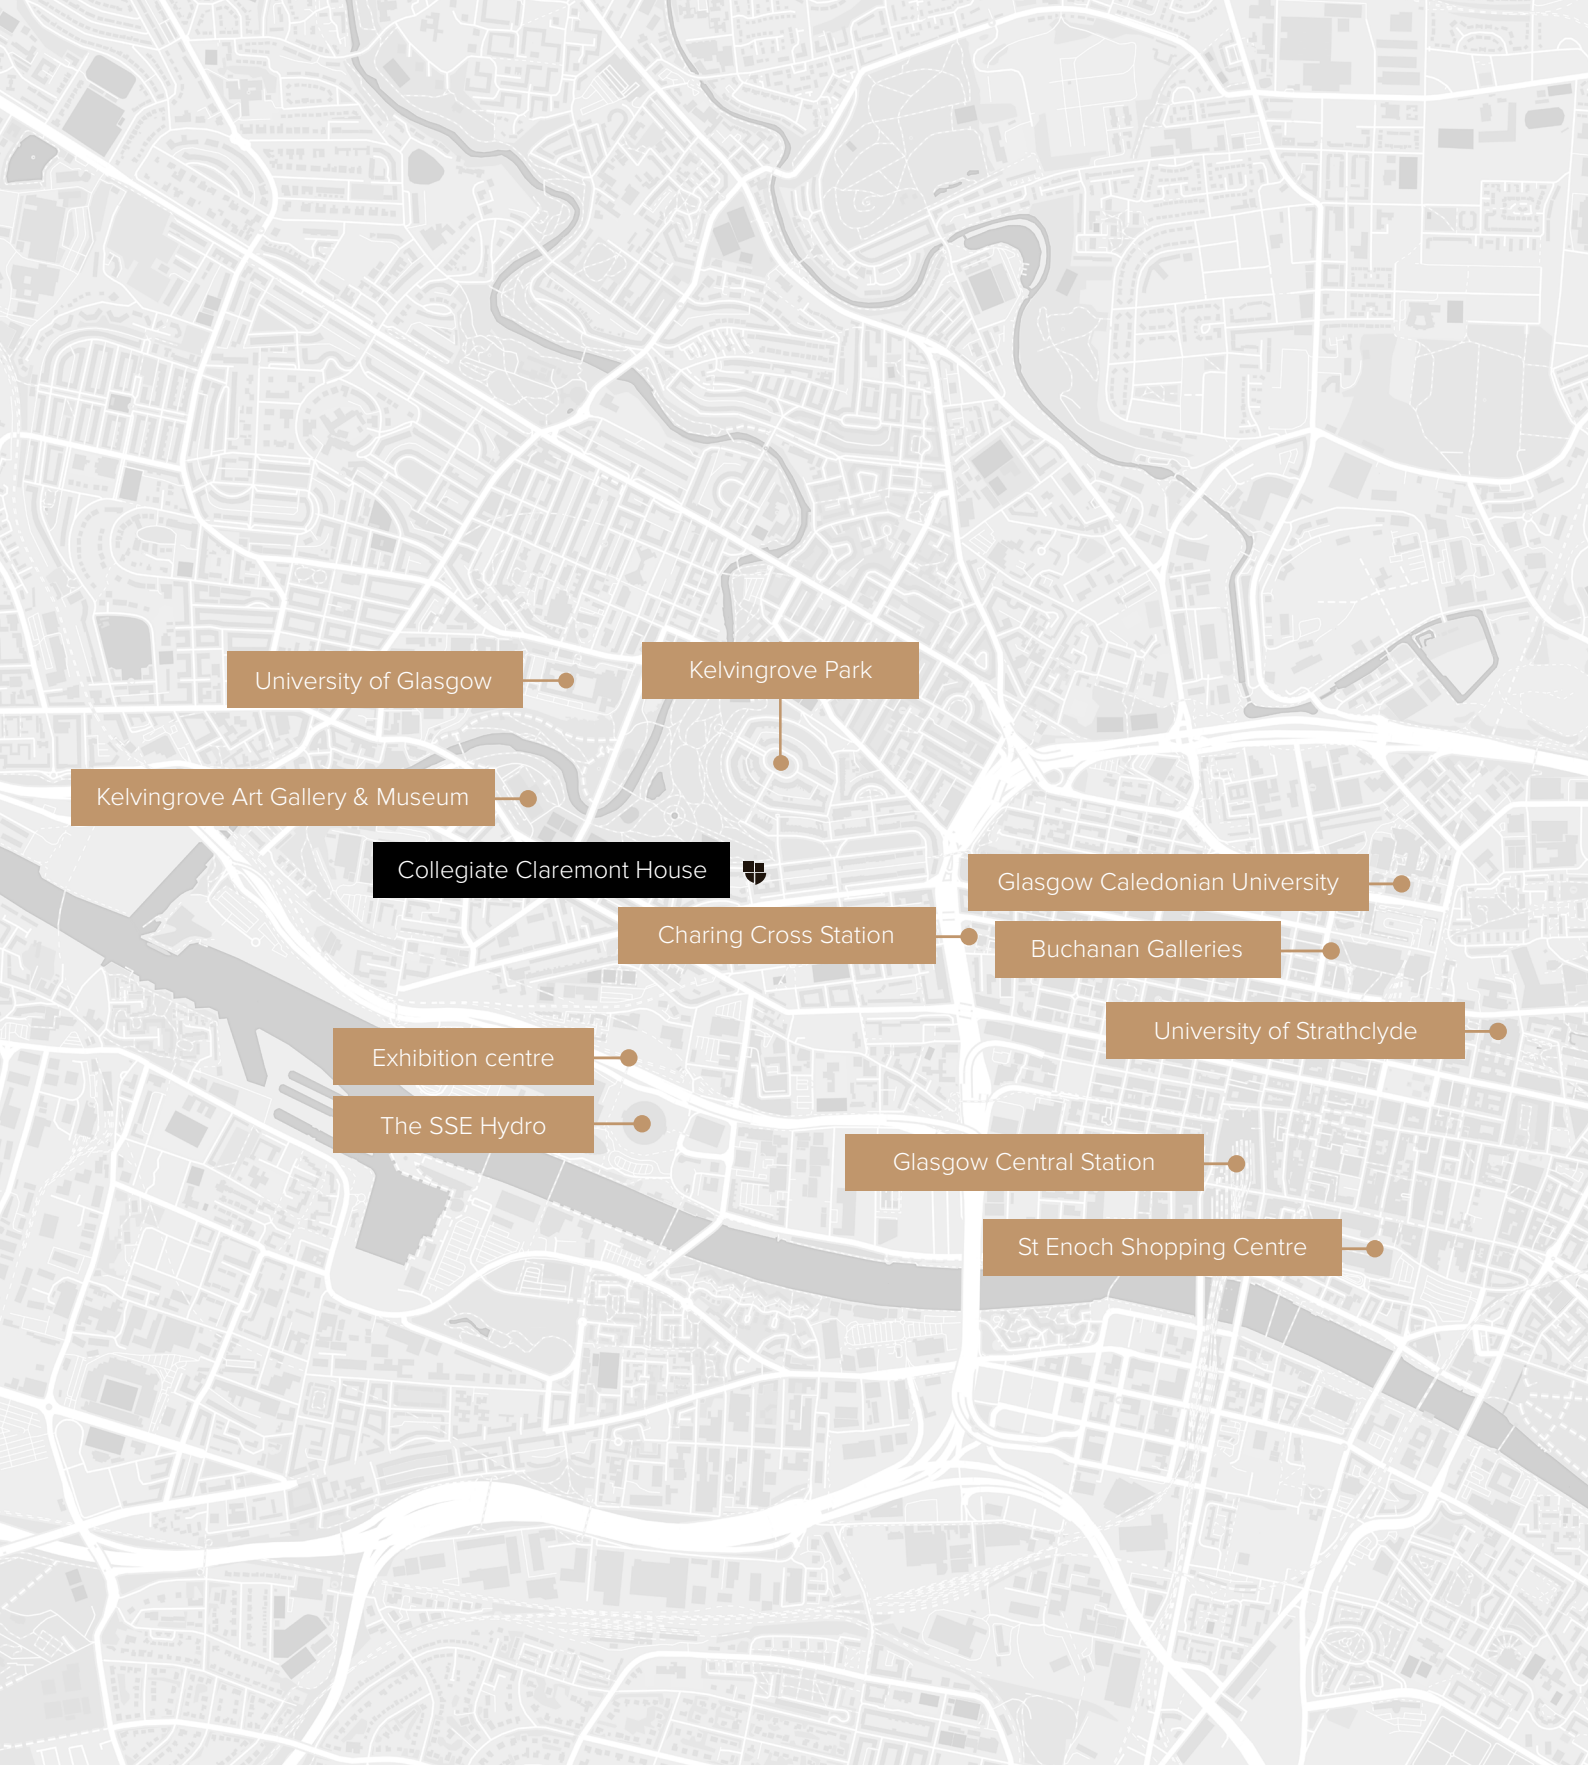 Kelvingrove Park
University of Glasgow
Kelvingrove Art Gallery & Museum
Collegiate Claremont House
Glasgow Caledonian University
Charing Cross Station
Buchanan Galleries
University of Strathclyde
Exhibition centre
The SSE Hydro
Glasgow Central Station
St Enoch Shopping Centre